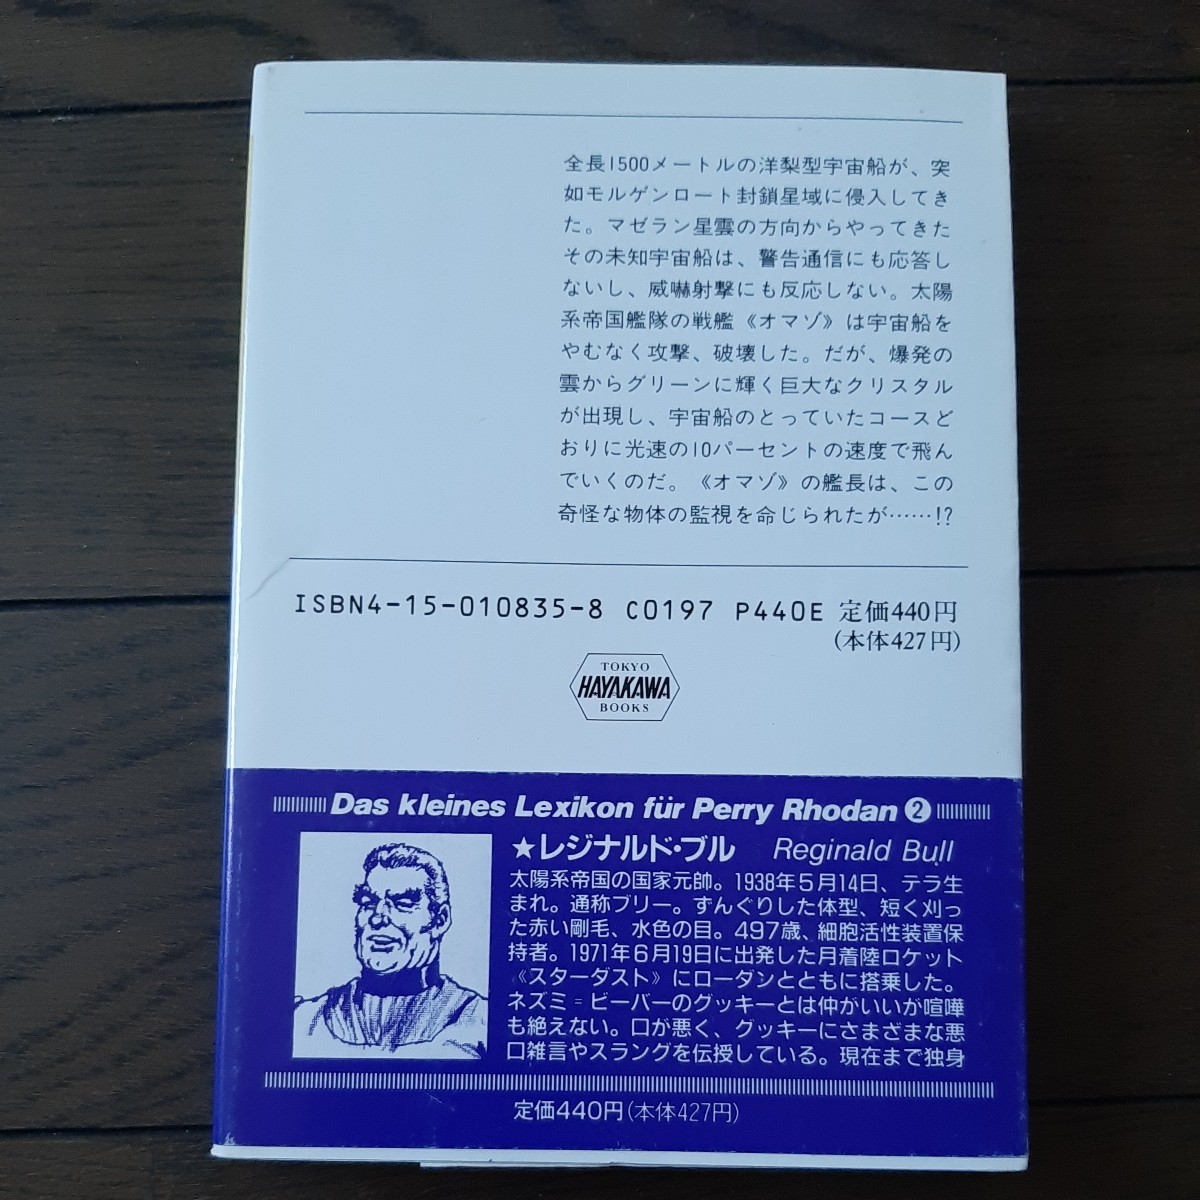 全長1500メートルの洋梨型宇宙船が、突
如モルゲンロート封鎖星域に侵入してき
た。マゼラン星雲の方向からやってきた
その未知宇宙船は、警告通信にも応答し
ないし、威嚇射撃にも反応しない。太陽
系帝国艦隊の戦艦《オマゾ》は宇宙船を
やむなく攻撃、破壊した。だが、爆発の
雲からグリーンに輝く巨大なクリスタル
が出現し、宇宙船のとっていたコースど
おりに光速の10パーセントの速度で飛ん
でいくのだ。《オマゾ》の艦長は、この
奇怪な物体の監視を命じられたが……!?
ISBN4-15-010835-8 C0197 P440E 定価440円
(本体427円)
TOKYO
HAYAKAWA
BOOKS
Das kleines Lexikon für Perry Rhodan❷
★レジナルド・ブル Reginald Bull
太陽系帝国の国家元帥。1938年5月14日、テラ生
まれ。通称ブリー。ずんぐりした体型、短く刈っ
た赤い剛毛、水色の目。497歳、細胞活性装置保
持者。1971年6月19日に出発した月着陸ロケット
《スターダスト》にローダンとともに搭乗した。
ネズミ=ビーバーのグッキーとは仲がいいが喧嘩
も絶えない。口が悪く、グッキーにさまざまな悪
口雑言やスラングを伝授している。現在まで独身
定価440円(本体427円)